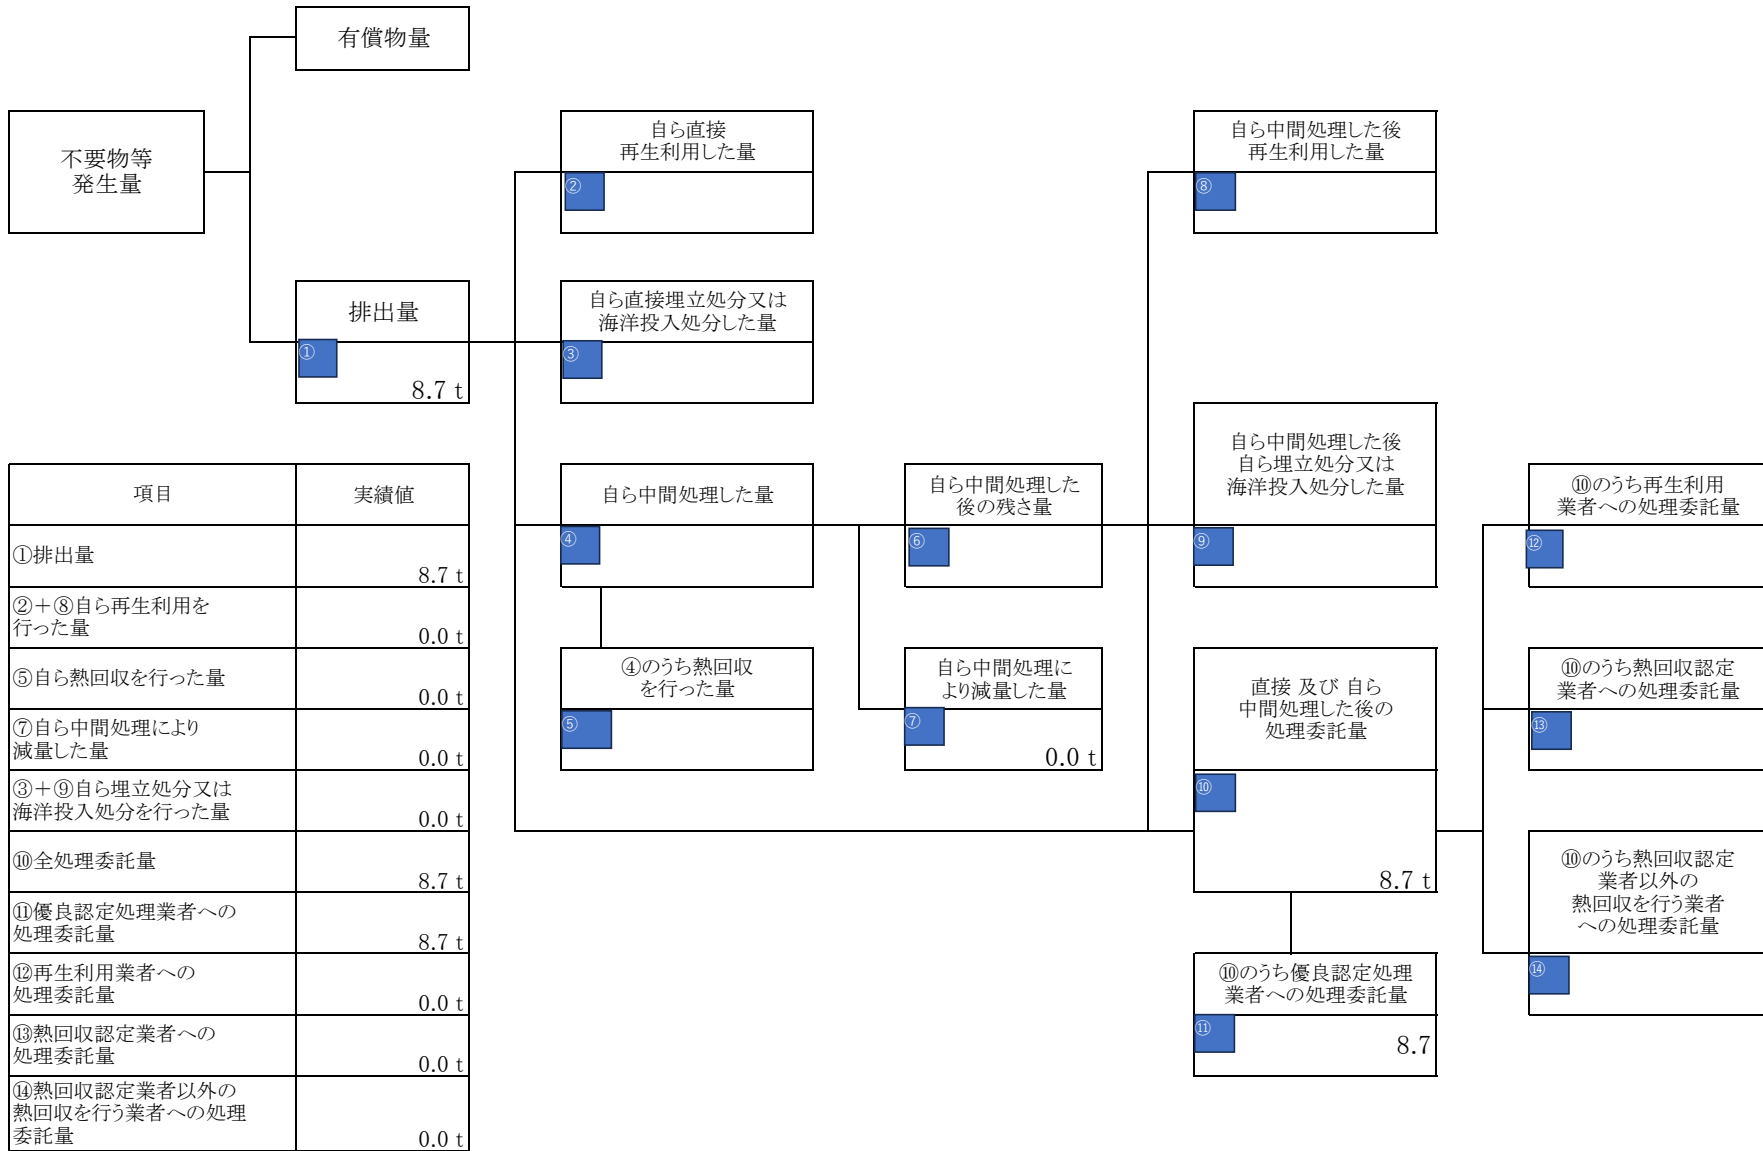 有償物量
不要物等
発生量
排出量
①
8.7 t
自ら直接
再生利用した量
②
自ら直接埋立処分又は
海洋投入処分した量
③
自ら中間処理した量
④
④のうち熱回収
を行った量
⑤
自ら中間処理した
後の残さ量
⑥
自ら中間処理に
より減量した量
⑦
0.0 t
自ら中間処理した後
再生利用した量
⑧
自ら中間処理した後
自ら埋立処分又は
海洋投入処分した量
⑨
直接 及び 自ら
中間処理した後の
処理委託量
⑩
8.7 t
⑩のうち優良認定処理
業者への処理委託量
⑪
8.7
⑩のうち再生利用
業者への処理委託量
⑫
⑩のうち熱回収認定
業者への処理委託量
⑬
⑩のうち熱回収認定
業者以外の
熱回収を行う業者
への処理委託量
⑭
項目 実績値
①排出量
8.7 t
②＋⑧自ら再生利用を
行った量
0.0 t
⑤自ら熱回収を行った量
0.0 t
⑦自ら中間処理により
減量した量
0.0 t
③＋⑨自ら埋立処分又は
海洋投入処分を行った量
0.0 t
⑩全処理委託量
8.7 t
⑪優良認定処理業者への
処理委託量
8.7 t
⑫再生利用業者への
処理委託量
0.0 t
⑬熱回収認定業者への
処理委託量
0.0 t
⑭熱回収認定業者以外の
熱回収を行う業者への処理
委託量
0.0 t